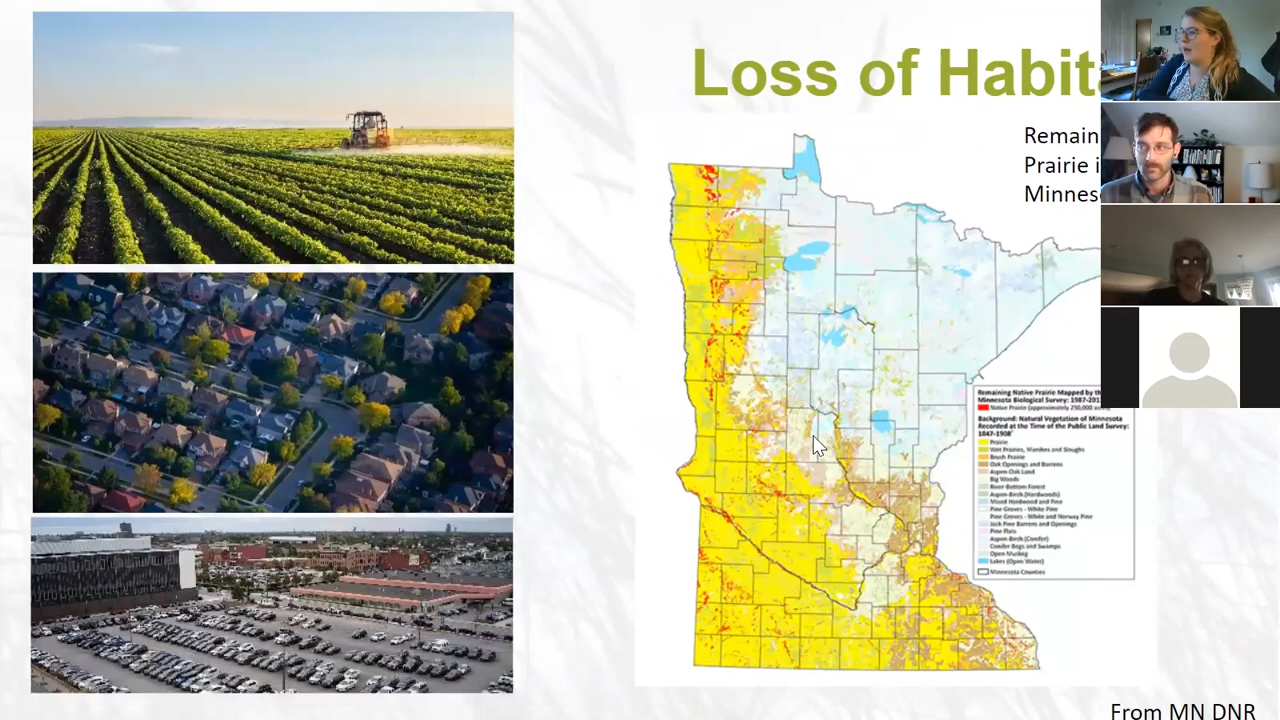 Loss of Habit
Remain
Prairie i
Minnes
Remaining Native Prairie Mapped by th
Minnesota Biological Survey: 1987-201
Native Prairie (approximately 250,000 acres)
Background: Natural Vegetation of Minnesota
Recorded at the Time of the Public Land Survey:
1847-1908
Prairie
Wet Prairies, Marshes and Sloughs
Brush Prairie
Oak Openings and Barrens
Aspen-Oak Land
Big Woods
River-Bottom Forest
Aspen-Birch (Hardwoods)
Mixed Hardwood and Pine
Pine Groves - White Pine
Pine Groves - White and Norway Pine
Jack Pine Barrens and Openings
Pine Flats
Aspen-Birch (Conifer)
Conifer Bogs and Swamps
Open Muskeg
Lakes (Open Water)
Minnesota Counties
From MN DNR